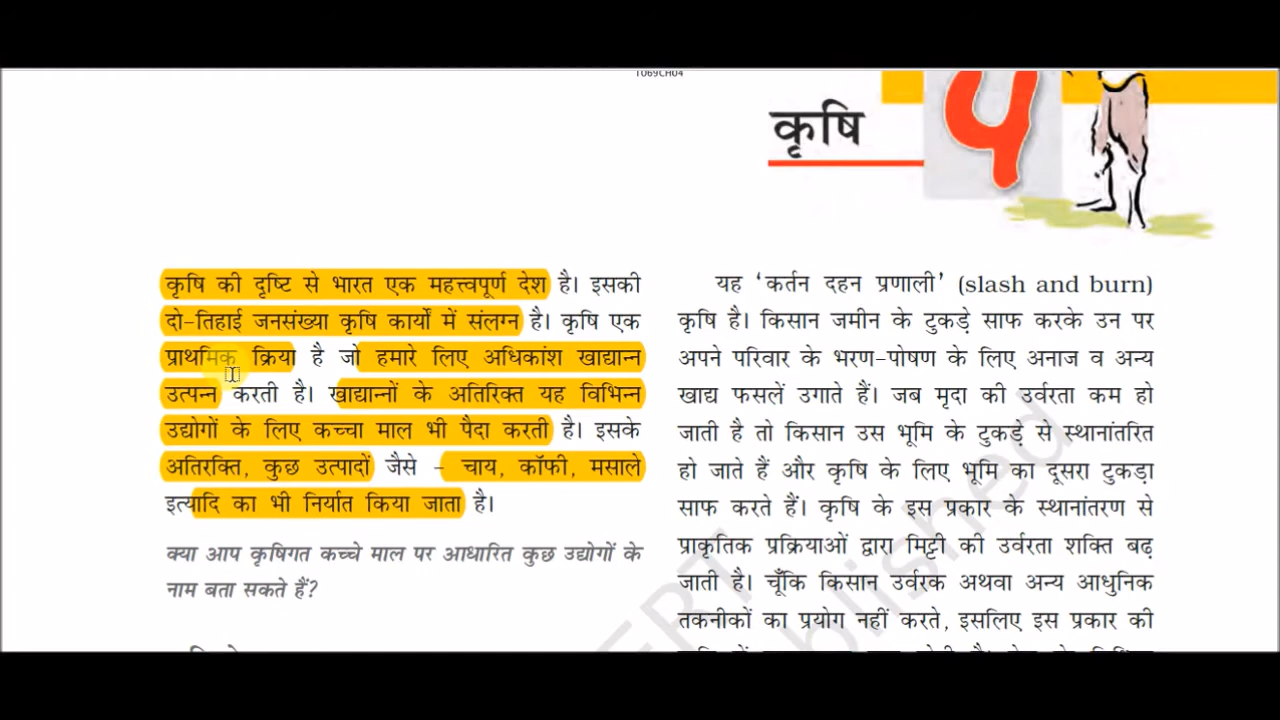 1069CH04
कृषि
कृषि की दृष्टि से भारत एक महत्त्वपूर्ण देश है। इसकी
दो-तिहाई जनसंख्या कृषि कार्यों में संलग्न है। कृषि एक
प्राथमिक क्रिया है जो हमारे लिए अधिकांश खाद्यान्न
उत्पन्न करती है। खाद्यान्नों के अतिरिक्त यह विभिन्न
उद्योगों के लिए कच्चा माल भी पैदा करती है। इसके
अतिरक्ति, कुछ उत्पादों जैसे - चाय, कॉफी, मसाले
इत्यादि का भी निर्यात किया जाता है।
क्या आप कृषिगत कच्चे माल पर आधारित कुछ उद्योगों के
नाम बता सकते हैं?
यह ‘कर्तन दहन प्रणाली’ (slash and burn)
कृषि है। किसान जमीन के टुकड़े साफ करके उन पर
अपने परिवार के भरण-पोषण के लिए अनाज व अन्य
खाद्य फसलें उगाते हैं। जब मृदा की उर्वरता कम हो
जाती है तो किसान उस भूमि के टुकड़े से स्थानांतरित
हो जाते हैं और कृषि के लिए भूमि का दूसरा टुकड़ा
साफ करते हैं। कृषि के इस प्रकार के स्थानांतरण से
प्राकृतिक प्रक्रियाओं द्वारा मिट्टी की उर्वरता शक्ति बढ़
जाती है। चूँकि किसान उर्वरक अथवा अन्य आधुनिक
तकनीकों का प्रयोग नहीं करते, इसलिए इस प्रकार की